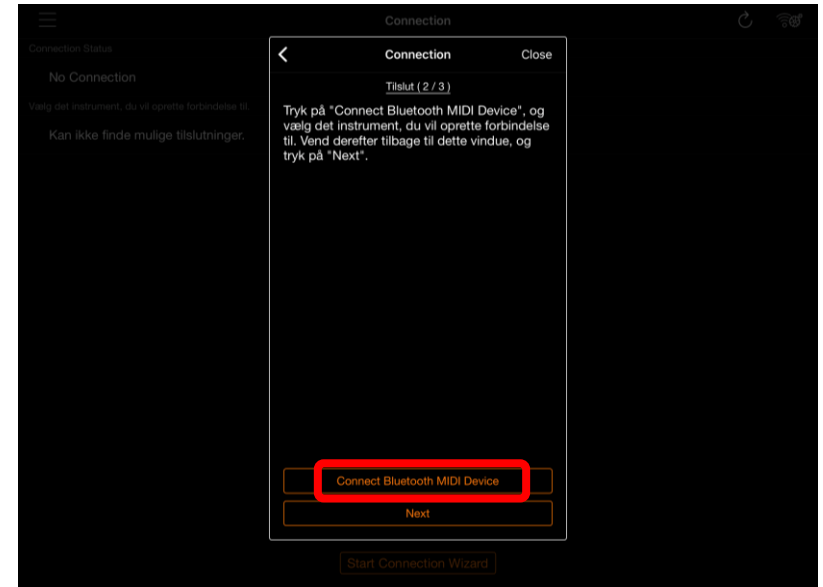 Connection
Connection Status
No Connection
Vælg det instrument, du vil oprette forbindelse til.
Kan ikke finde mulige tilslutninger.
Connection
Close
Tilslut ( 2 / 3 )
Tryk på "Connect Bluetooth MIDI Device", og
vælg det instrument, du vil oprette forbindelse
til. Vend derefter tilbage til dette vindue, og
tryk på "Next".
Connect Bluetooth MIDI Device
Next
Start Connection Wizard